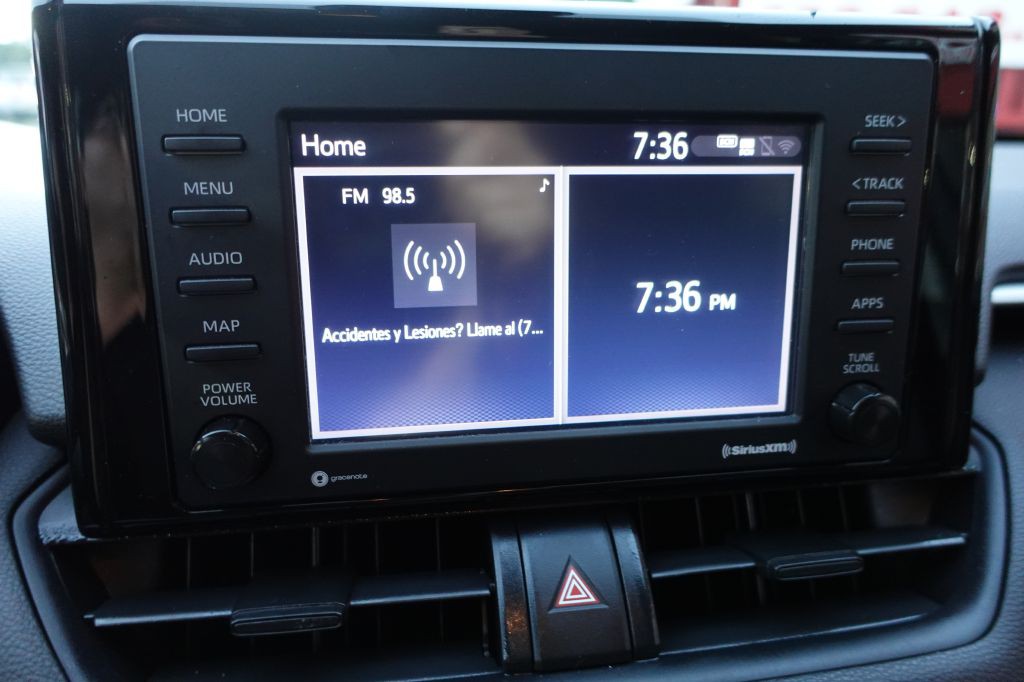 HOME
MENU
AUDIO
MAP
POWER
VOLUME
Home
7:36
FM 98.5
Accidentes y Lesiones? Llame al (7...
7:36 PM
SEEK >
< TRACK
PHONE
APPS
TUNE
SCROLL
gracenote
((SiriusXM))